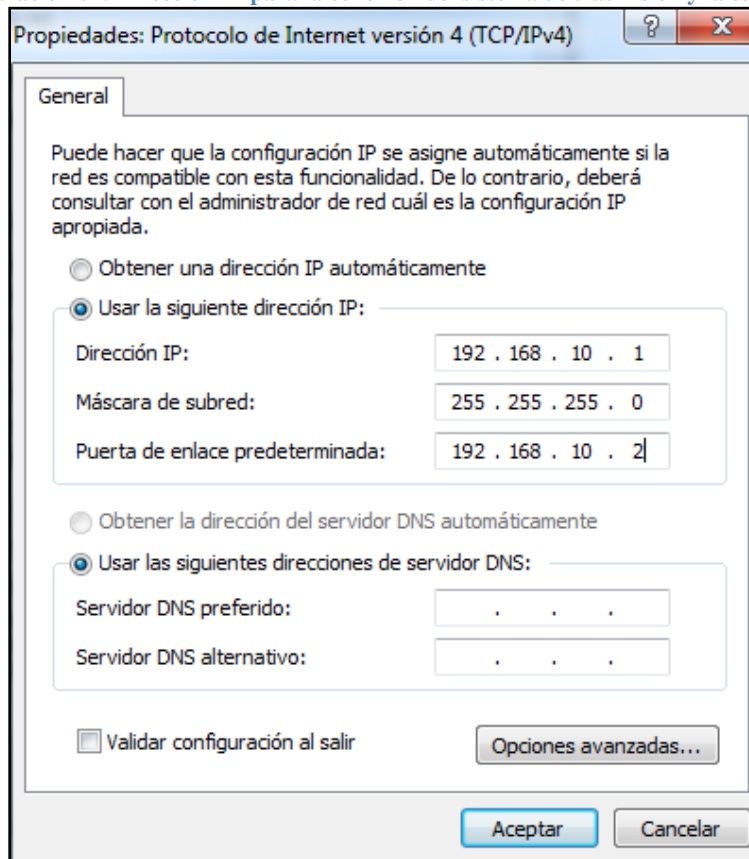 Propiedades: Protocolo de Internet versión 4 (TCP/IPv4)
General
Puede hacer que la configuración IP se asigne automáticamente si la
red es compatible con esta funcionalidad. De lo contrario, deberá
consultar con el administrador de red cuál es la configuración IP
apropiada.
Obtener una dirección IP automáticamente
Usar la siguiente dirección IP:
Dirección IP: 192 . 168 . 10 . 1
Máscara de subred: 255 . 255 . 255 . 0
Puerta de enlace predeterminada: 192 . 168 . 10 . 2
Obtener la dirección del servidor DNS automáticamente
Usar las siguientes direcciones de servidor DNS:
Servidor DNS preferido: . . .
Servidor DNS alternativo: . . .
Validar configuración al salir
Opciones avanzadas...
Aceptar Cancelar